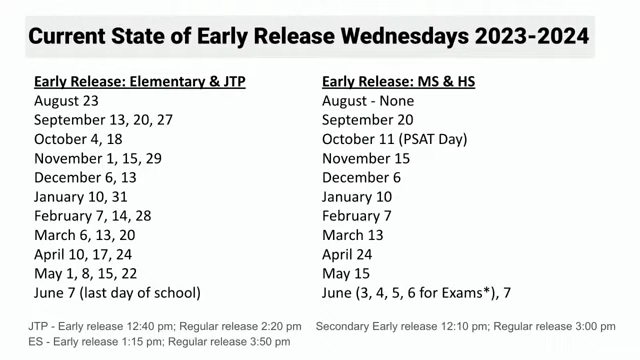 Current State of Early Release Wednesdays 2023-2024
Early Release: Elementary & JTP
August 23
September 13, 20, 27
October 4, 18
November 1, 15, 29
December 6, 13
January 10, 31
February 7, 14, 28
March 6, 13, 20
April 10, 17, 24
May 1, 8, 15, 22
June 7 (last day of school)
Early Release: MS & HS
August - None
September 20
October 11 (PSAT Day)
November 15
December 6
January 10
February 7
March 13
April 24
May 15
June (3, 4, 5, 6 for Exams*), 7
JTP - Early release 12:40 pm; Regular release 2:20 pm
ES - Early release 1:15 pm; Regular release 3:50 pm
Secondary Early release 12:10 pm; Regular release 3:00 pm